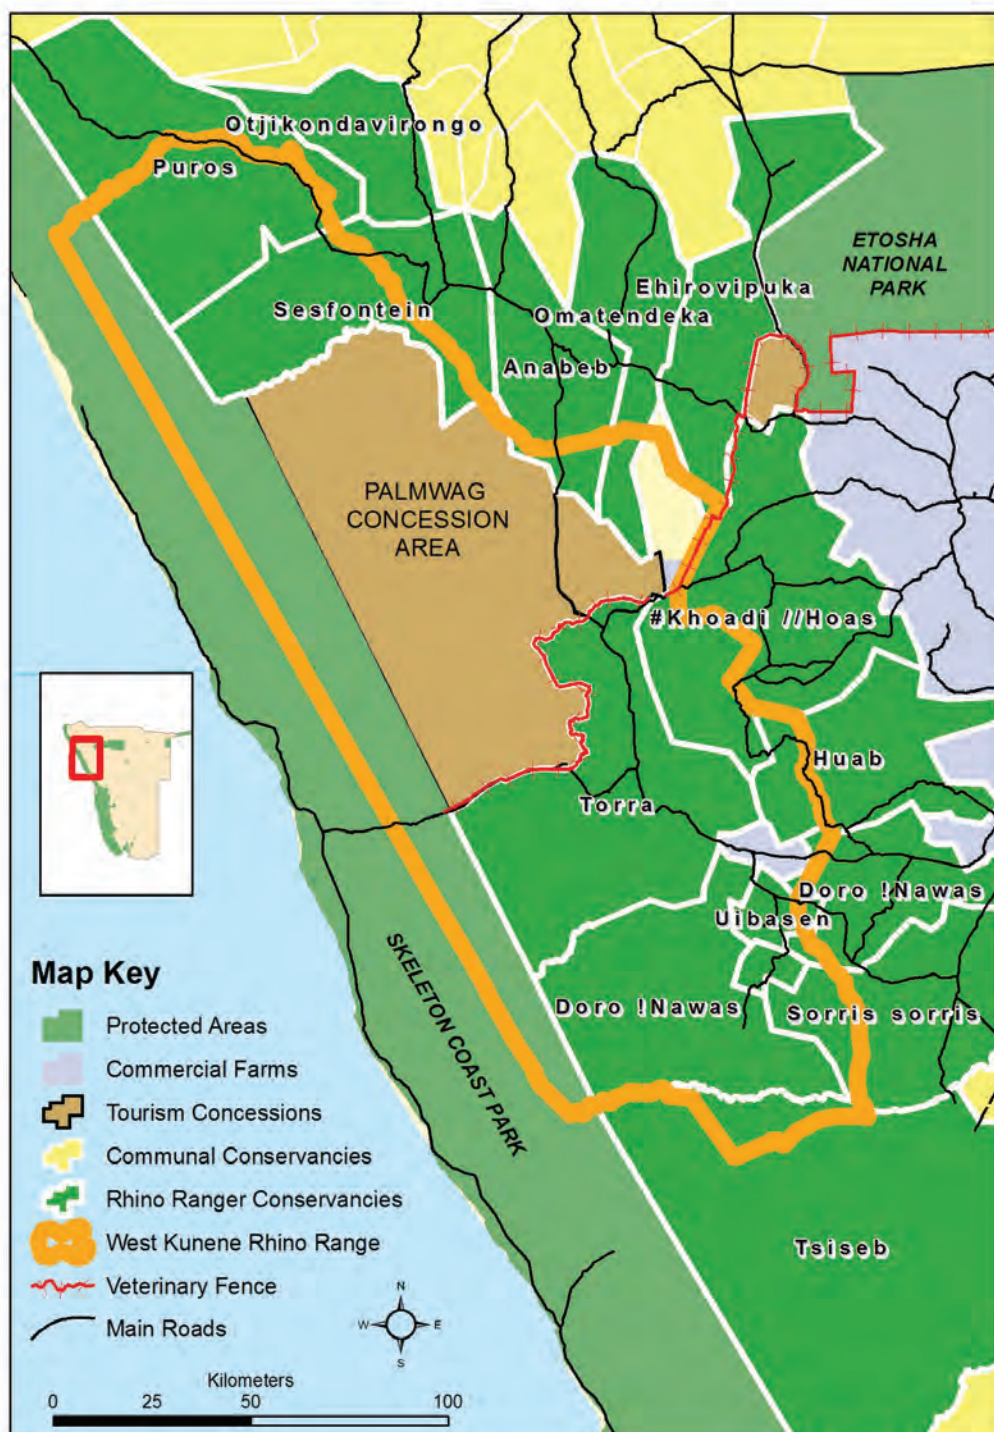 Otjikondavirongo
Puros
ETOSHA
NATIONAL
PARK
Ehirovipuka
Sesfontein
Omatendeka
Anabeb
PALMWAG
CONCESSION
AREA
#Khoadi //Hoas
Huab
Torra
Doro !Nawas
Uibasen
SKELETON COAST PARK
Doro !Nawas
Sorris sorris
Tsiseb
Map Key
Protected Areas
Commercial Farms
Tourism Concessions
Communal Conservancies
Rhino Ranger Conservancies
West Kunene Rhino Range
Veterinary Fence
Main Roads
N
W E
S
Kilometers
0 25 50 100